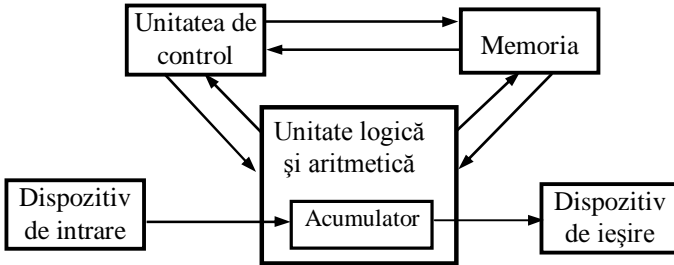 Unitatea de
control
Memoria
Unitate logică
şi aritmetică
Dispozitiv
de intrare
Acumulator
Dispozitiv
de ieşire